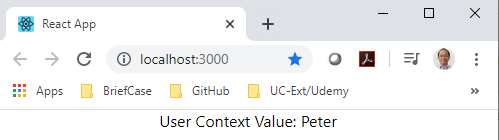 React App
localhost:3000
Apps BriefCase GitHub UC-Ext/Udemy
User Context Value: Peter